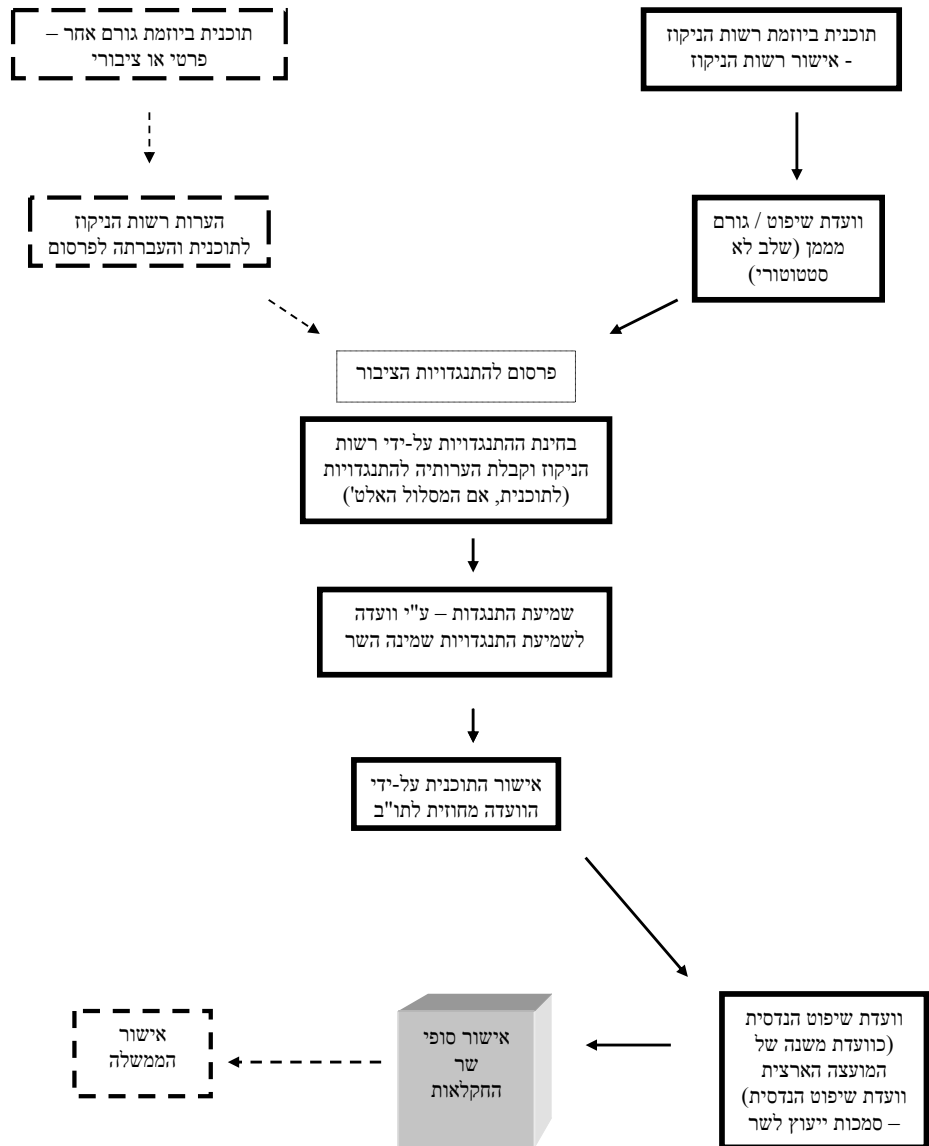 תוכנית ביוזמת רשות הניקוז
- אישור רשות הניקוז
תוכנית ביוזמת גורם אחר –
פרטי או ציבורי
וועדת שיפוט / גורם
מממן (שלב לא
סטטוטורי)
הערות רשות הניקוז
לתוכנית והעברתה לפרסום
פרסום להתנגדויות הציבור
בחינת ההתנגדויות על-ידי רשות
הניקוז וקבלת הערותיה להתנגדויות
(לתוכנית, אם המסלול האלט')
שמיעת התנגדות – ע"י וועדה
לשמיעת התנגדויות שמינה השר
אישור התוכנית על-ידי
הוועדה מחוזית לתו"ב
וועדת שיפוט הנדסית
(כוועדת משנה של
המועצה הארצית
וועדת שיפוט הנדסית)
– סמכות ייעוץ לשר
אישור סופי
שר
החקלאות
אישור
הממשלה